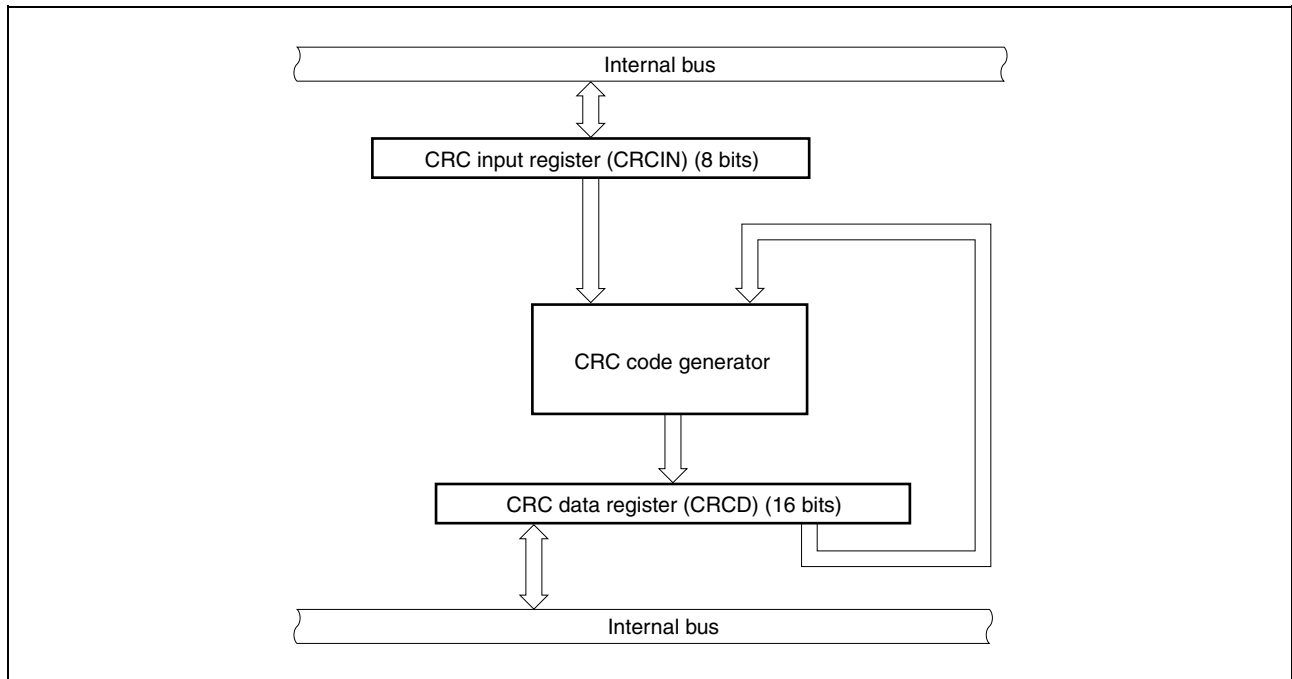 Internal bus
CRC input register (CRCIN) (8 bits)
CRC code generator
CRC data register (CRCD) (16 bits)
Internal bus